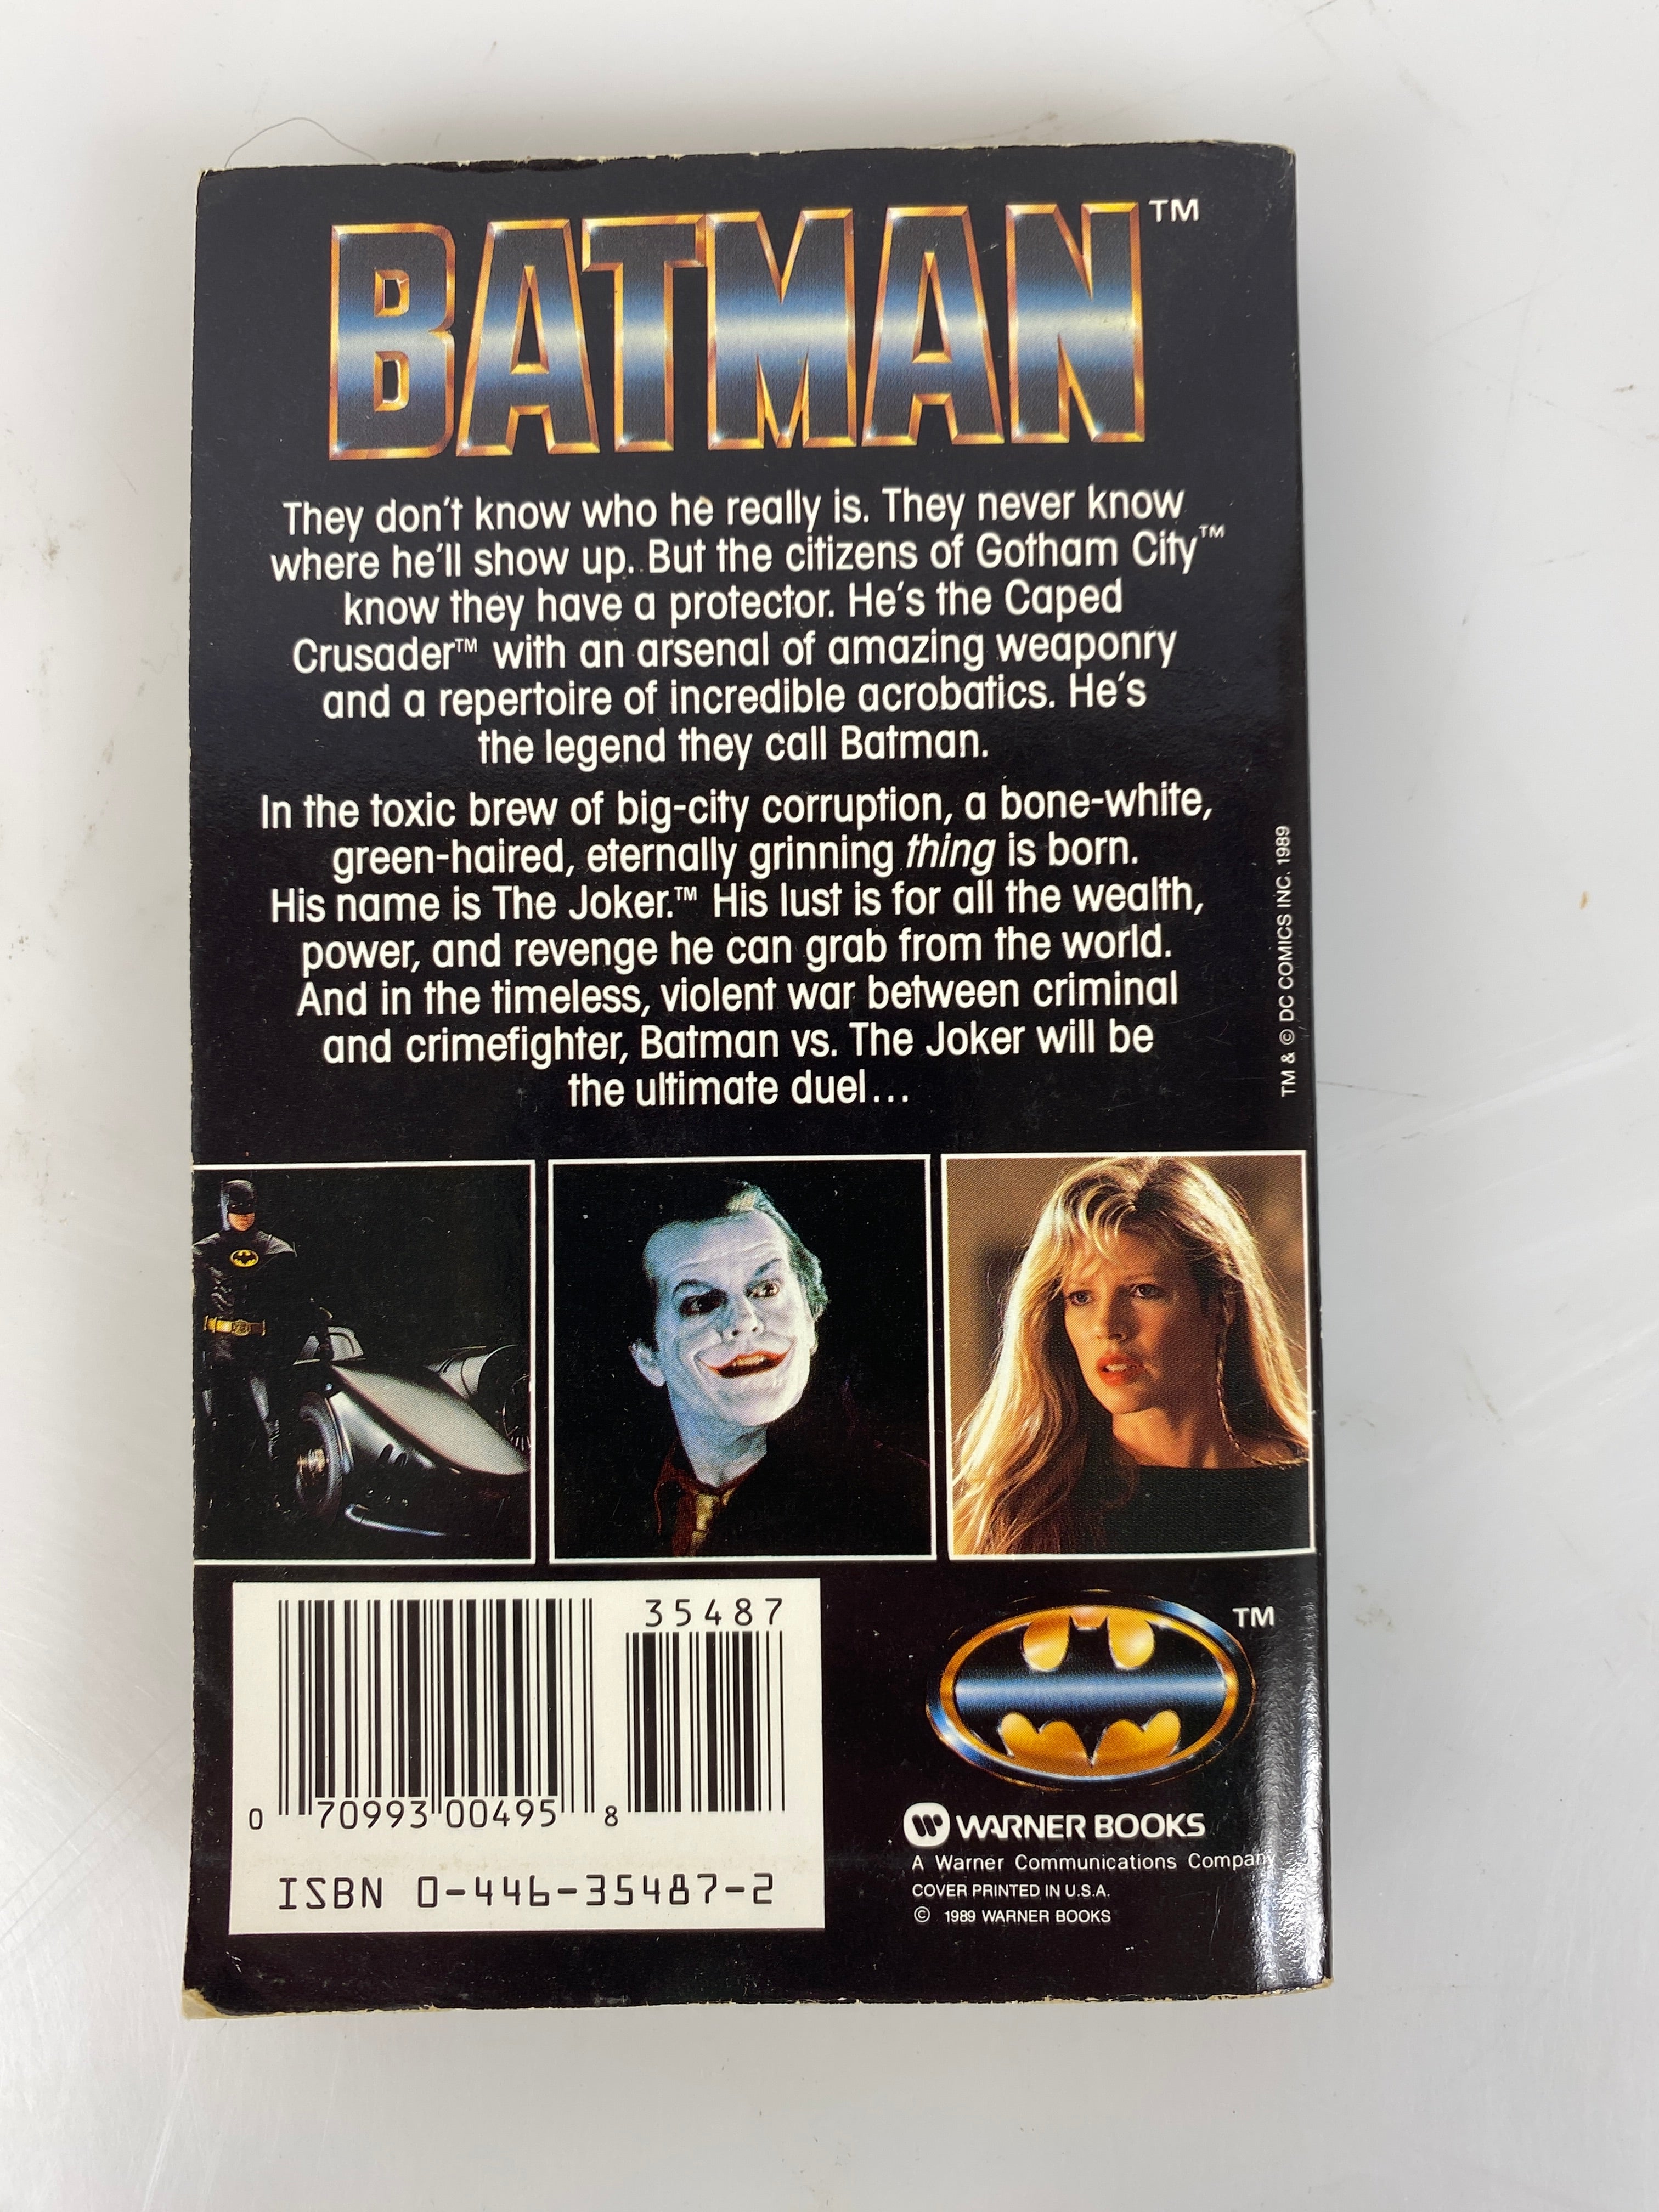 BATMAN™
They don't know who he really is. They never know
where he'll show up. But the citizens of Gotham City™
know they have a protector. He's the Caped
Crusader™ with an arsenal of amazing weaponry
and a repertoire of incredible acrobatics. He's
the legend they call Batman.
In the toxic brew of big-city corruption, a bone-white,
green-haired, eternally grinning thing is born.
His name is The Joker.™ His lust is for all the wealth,
power, and revenge he can grab from the world.
And in the timeless, violent war between criminal
and crimefighter, Batman vs. The Joker will be
the ultimate duel...
TM & © DC COMICS INC. 1989
35487
0 70993 00495 8
ISBN 0-446-35487-2
TM
WARNER BOOKS
A Warner Communications Company
COVER PRINTED IN U.S.A.
© 1989 WARNER BOOKS